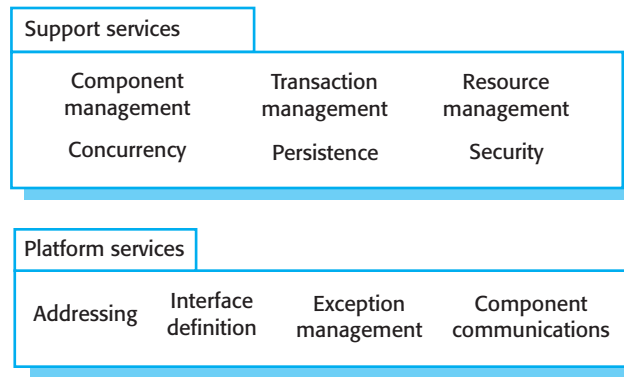 Support services
Component management
Transaction management
Resource management
Concurrency
Persistence
Security
Platform services
Addressing
Interface definition
Exception management
Component communications